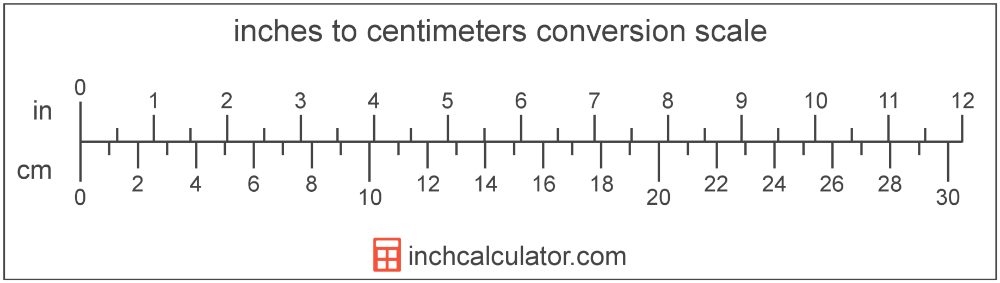 inches to centimeters conversion scale
0
in 1 2 3 4 5 6 7 8 9 10 11 12
cm 2 4 6 8 12 14 16 18 22 24 26 28
0 10 20 30
inchcalculator.com